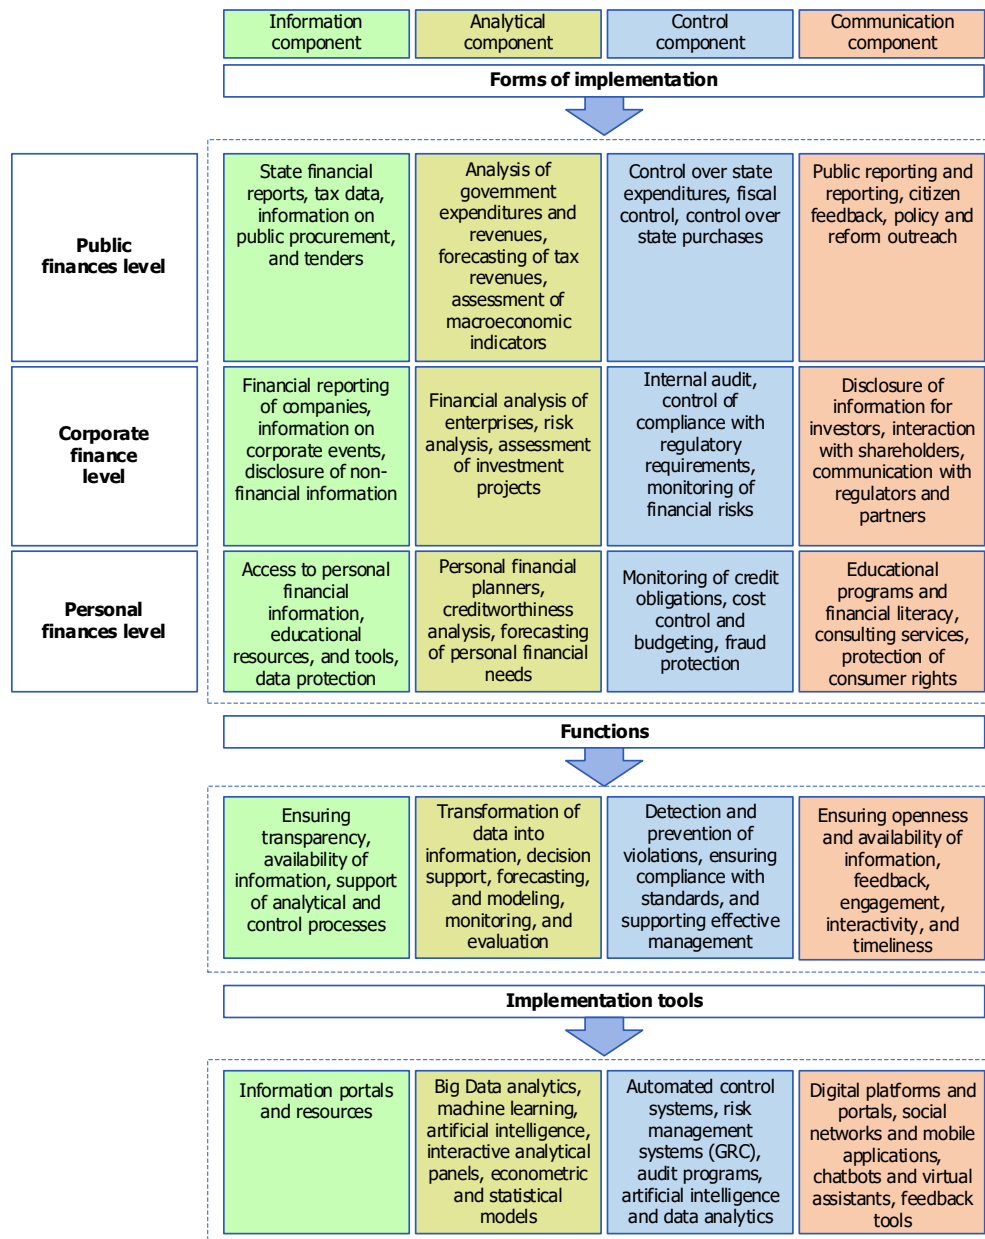 Information
component
Analytical
component
Control
component
Communication
component
Forms of implementation
Public
finances level
State financial
reports, tax data,
information on
public procurement,
and tenders
Analysis of
government
expenditures and
revenues,
forecasting of tax
revenues,
assessment of
macroeconomic
indicators
Control over state
expenditures, fiscal
control, control over
state purchases
Public reporting and
reporting, citizen
feedback, policy and
reform outreach
Corporate
finance
level
Financial reporting
of companies,
information on
corporate events,
disclosure of non-
financial information
Financial analysis of
enterprises, risk
analysis, assessment
of investment
projects
Internal audit,
control of
compliance with
regulatory
requirements,
monitoring of
financial risks
Disclosure of
information for
investors, interaction
with shareholders,
communication with
regulators and
partners
Personal
finances level
Access to personal
financial
information,
educational
resources, and tools,
data protection
Personal financial
planners,
creditworthiness
analysis, forecasting
of personal financial
needs
Monitoring of credit
obligations, cost
control and
budgeting, fraud
protection
Educational
programs and
financial literacy,
consulting services,
protection of
consumer rights
Functions
Ensuring
transparency,
availability of
information, support
of analytical and
control processes
Transformation of
data into
information, decision
support, forecasting,
and modeling,
monitoring, and
evaluation
Detection and
prevention of
violations, ensuring
compliance with
standards, and
supporting effective
management
Ensuring openness
and availability of
information,
feedback,
engagement,
interactivity, and
timeliness
Implementation tools
Information portals
and resources
Big Data analytics,
machine learning,
artificial intelligence,
interactive analytical
panels, econometric
and statistical
models
Automated control
systems, risk
management
systems (GRC),
audit programs,
artificial intelligence
and data analytics
Digital platforms and
portals, social
networks and mobile
applications,
chatbots and virtual
assistants, feedback
tools